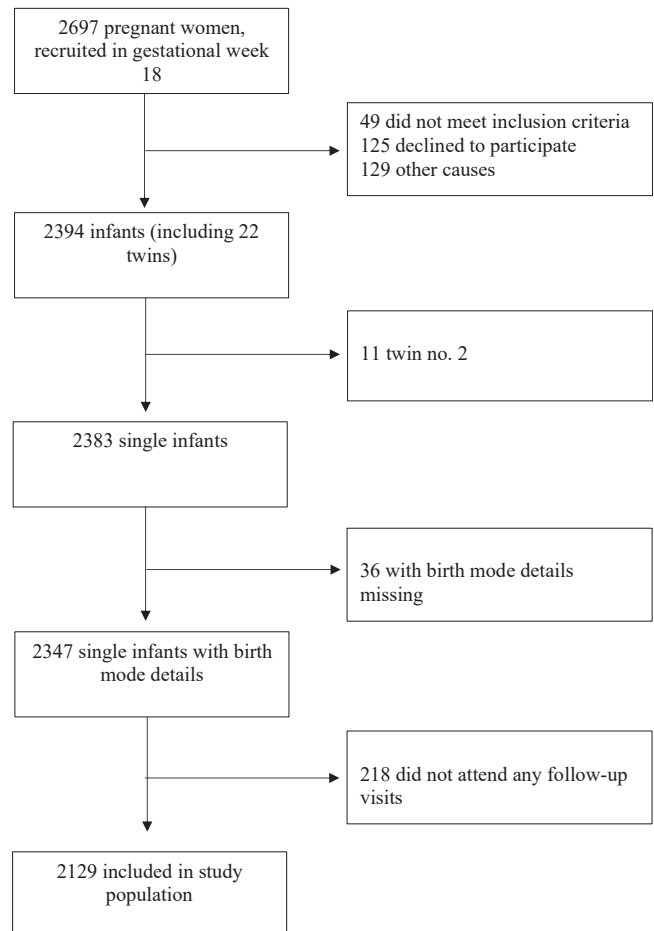 2697 pregnant women,
recruited in gestational week
18
49 did not meet inclusion criteria
125 declined to participate
129 other causes
2394 infants (including 22
twins)
11 twin no. 2
2383 single infants
36 with birth mode details
missing
2347 single infants with birth
mode details
218 did not attend any follow-up
visits
2129 included in study
population